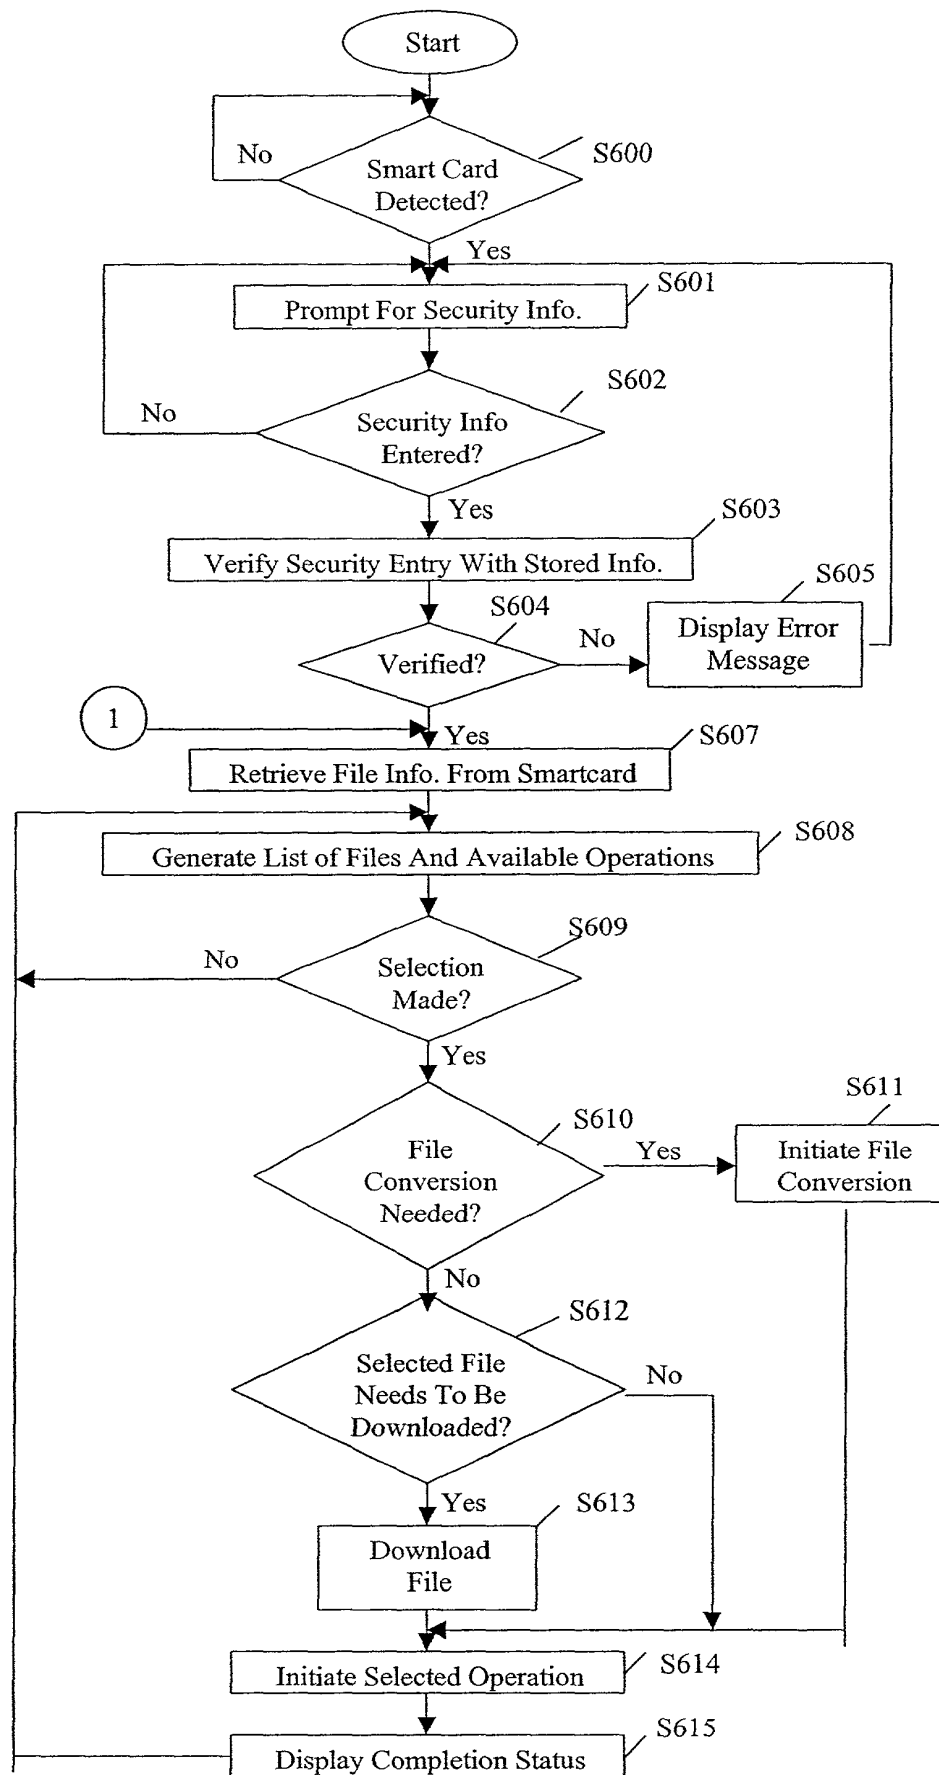 Start
S600
No
Smart Card
Detected?
Yes
S601
Prompt For Security Info.
S602
No
Security Info
Entered?
Yes
S603
Verify Security Entry With Stored Info.
S605
S604
Display Error
Message
No
Verified?
1
Yes
S607
Retrieve File Info. From Smartcard
S608
Generate List of Files And Available Operations
S609
No
Selection
Made?
Yes
S611
S610
File
Conversion
Needed?
Yes
Initiate File
Conversion
No
S612
Selected File
Needs To Be
Downloaded?
No
Yes
S613
Download
File
S614
Initiate Selected Operation
S615
Display Completion Status